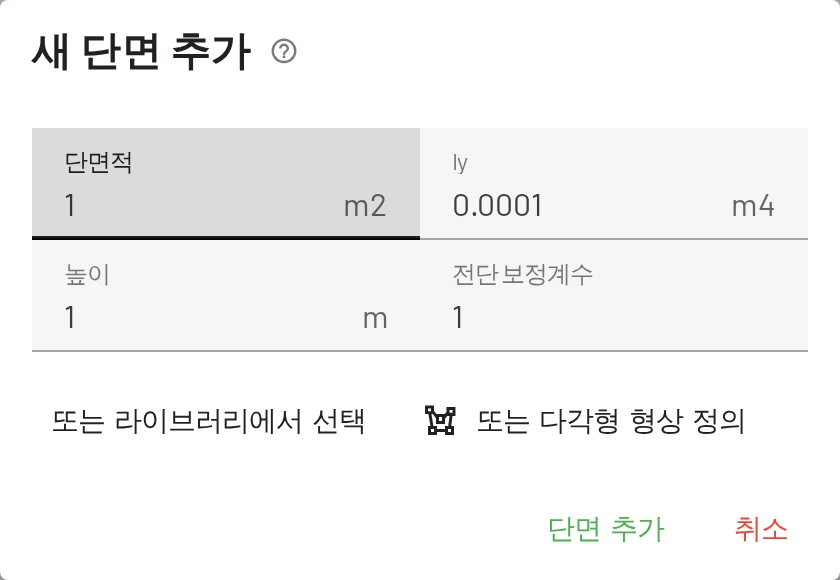 새 단면 추가
단면적
1 m2
Iy
0.0001 m4
높이
1 m
전단 보정계수
1
또는 라이브러리에서 선택
또는 다각형 형상 정의
단면 추가 취소